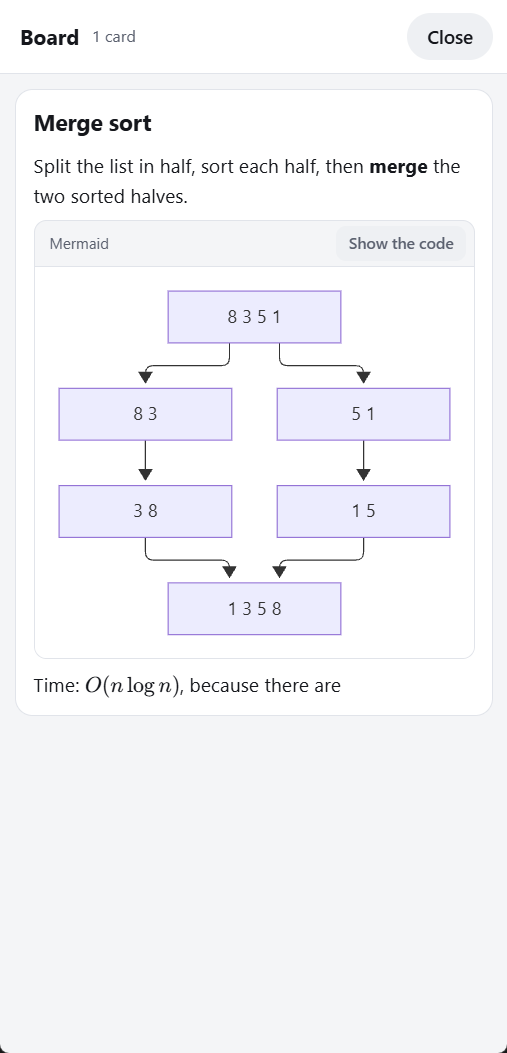 Board 1 card Close
Merge sort
Split the list in half, sort each half, then merge the
two sorted halves.
Mermaid Show the code
8 3 5 1
8 3 5 1
3 8 1 5
1 3 5 8
Time: O(n log n), because there are